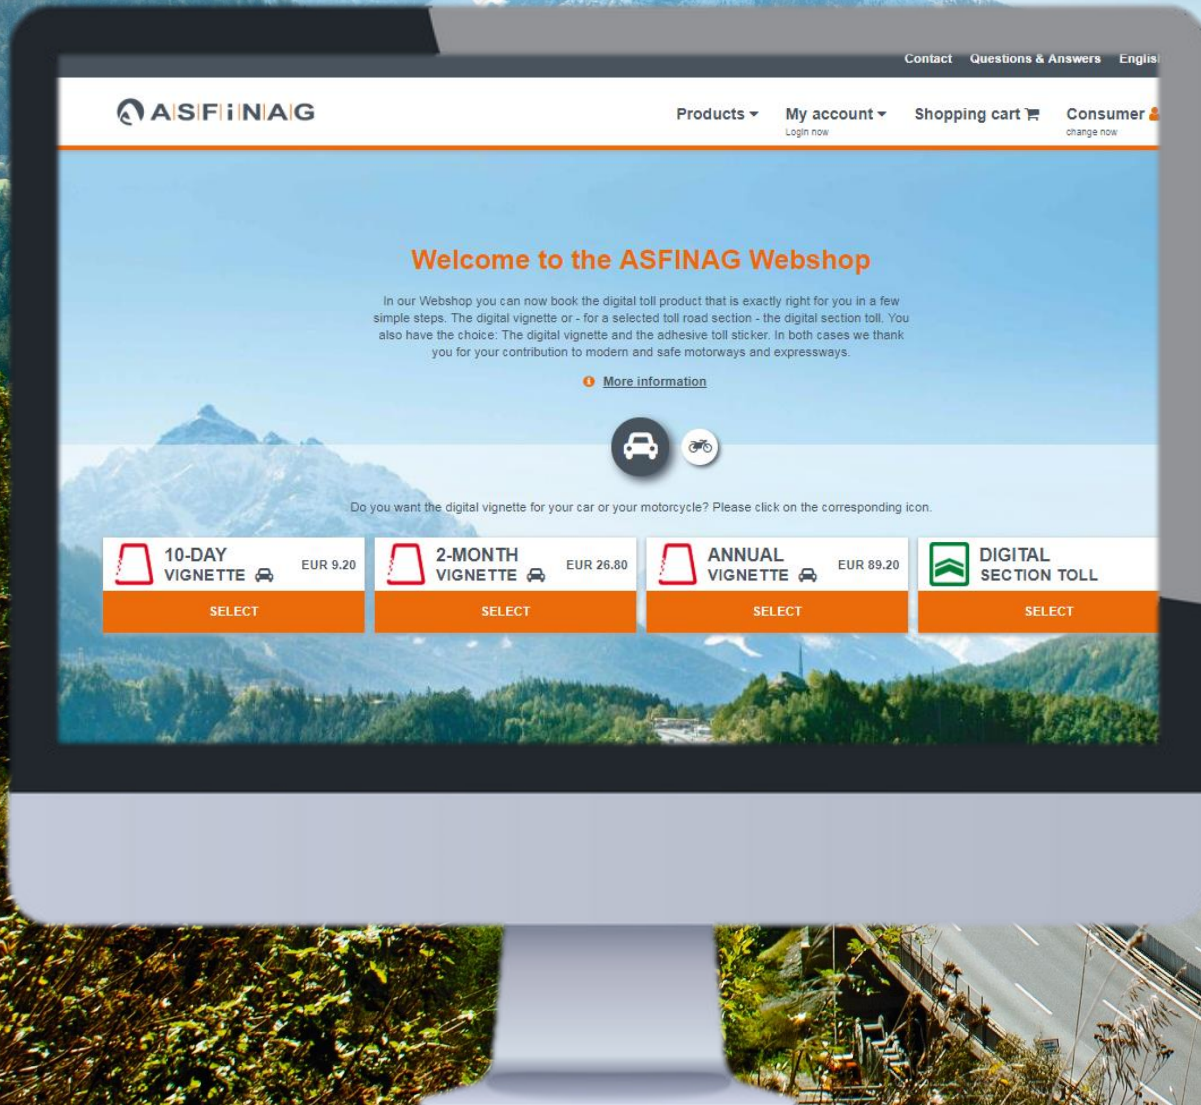 Contact Questions & Answers
ASFiNAG
Products My account Shopping cart Consumer
Login now change now
Welcome to the ASFINAG Webshop
In our Webshop you can now book the digital toll product that is exactly right for you in a few
simple steps. The digital vignette or - for a selected toll road section - the digital section toll. You
also have the choice: The digital vignette and the adhesive toll sticker. In both cases we thank
you for your contribution to modern and safe motorways and expressways.
More information
Do you want the digital vignette for your car or your motorcycle? Please click on the corresponding icon.
10-DAY
VIGNETTE
EUR 9.20
SELECT
2-MONTH
VIGNETTE
EUR 26.80
SELECT
ANNUAL
VIGNETTE
EUR 89.20
SELECT
DIGITAL
SECTION TOLL
SELECT